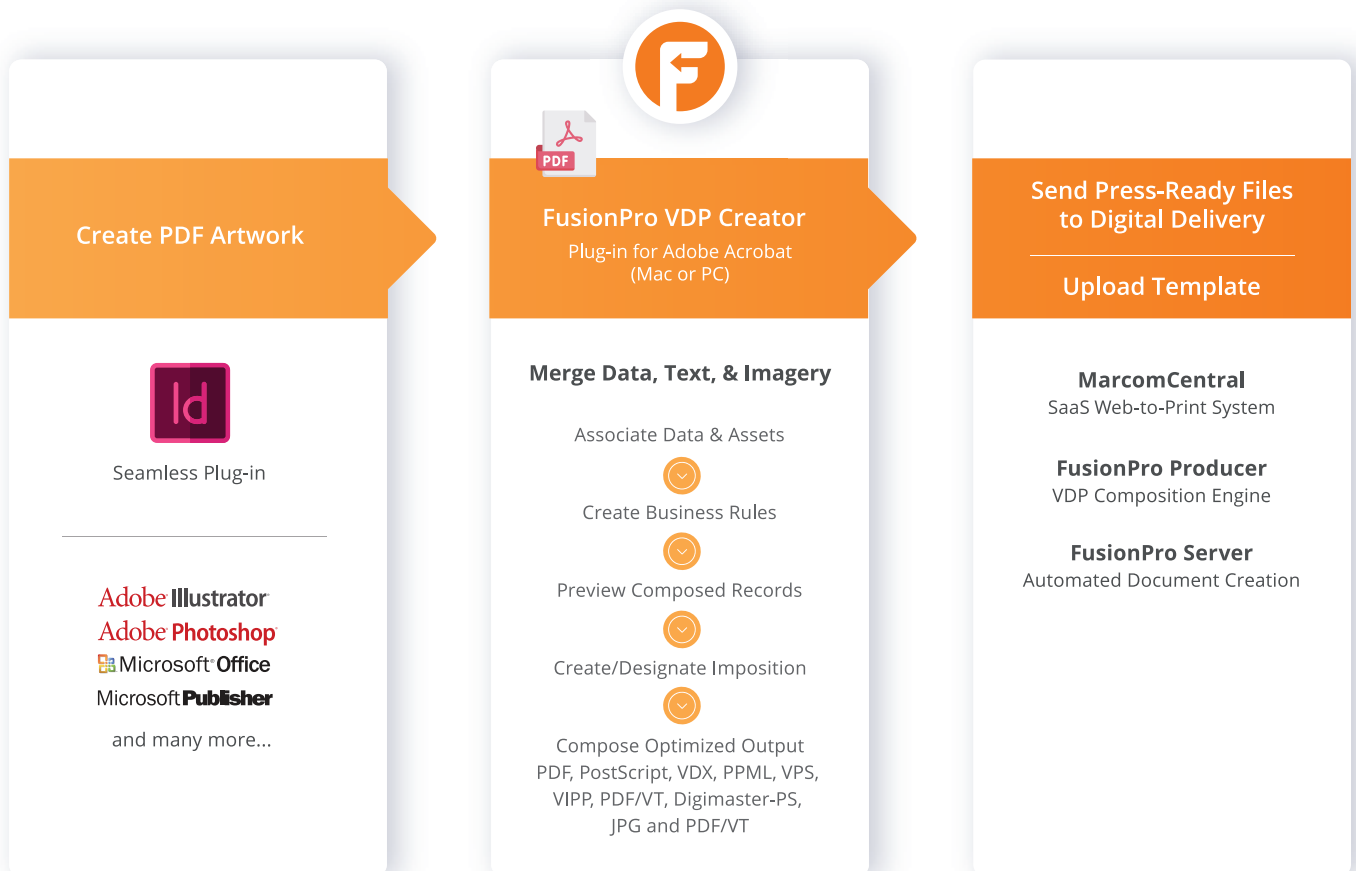 Create PDF Artwork
Id
Seamless Plug-in
Adobe Illustrator
Adobe Photoshop
Microsoft Office
Microsoft Publisher
and many more...
F
PDF
FusionPro VDP Creator
Plug-in for Adobe Acrobat
(Mac or PC)
Merge Data, Text, & Imagery
Associate Data & Assets
Create Business Rules
Preview Composed Records
Create/Designate Imposition
Compose Optimized Output
PDF, PostScript, VDX, PPML, VPS,
VIPP, PDF/VT, Digimaster-PS,
JPG and PDF/VT
Send Press-Ready Files
to Digital Delivery
Upload Template
MarcomCentral
SaaS Web-to-Print System
FusionPro Producer
VDP Composition Engine
FusionPro Server
Automated Document Creation